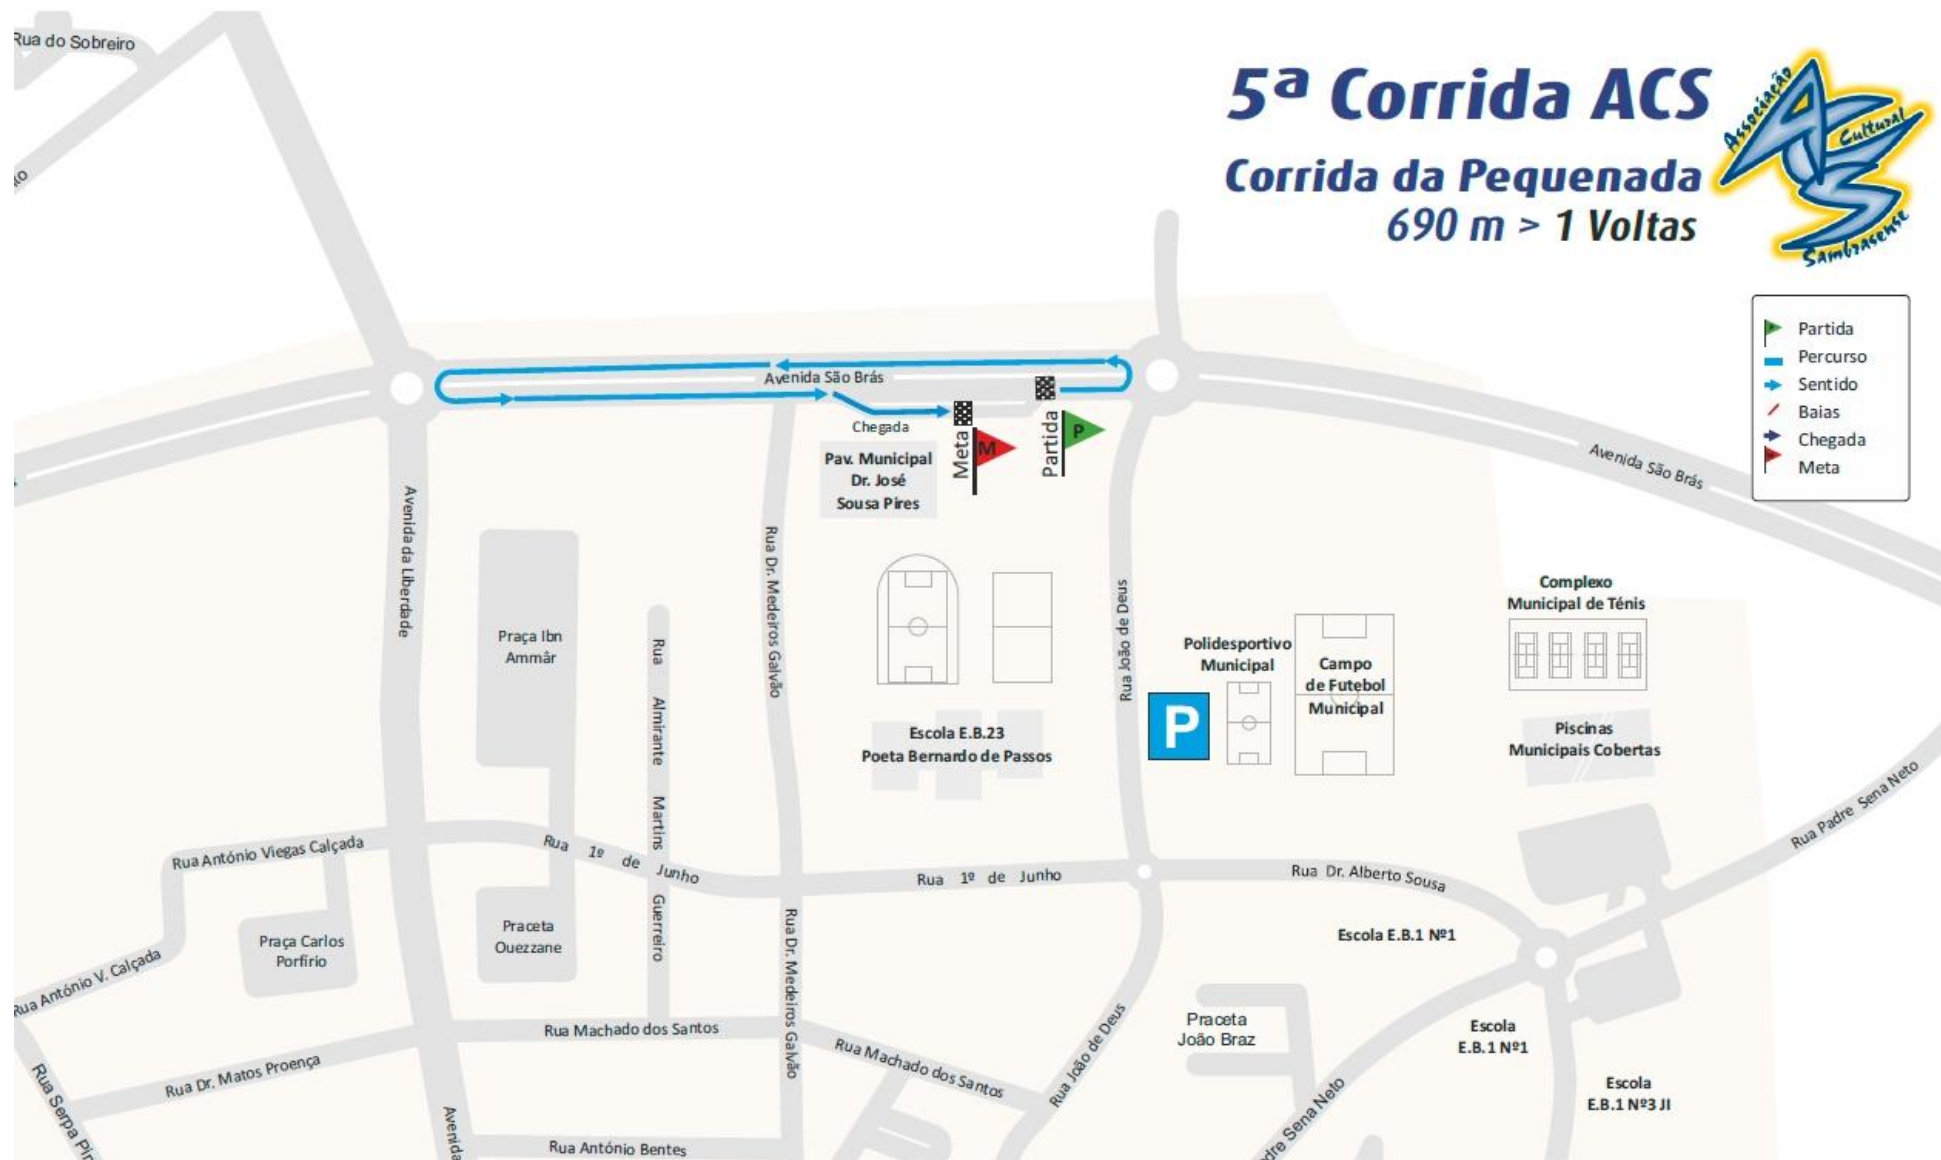 Rua do Sobreiro
5ª Corrida ACS
Corrida da Pequenada
690 m > 1 Voltas
Associação
Cultural
Sambrasense
Partida
Percurso
Sentido
Baias
Chegada
Meta
Avenida São Brás
Chegada
Meta
M
Partida
P
Pav. Municipal
Dr. José
Sousa Pires
Avenida São Brás
Avenida da Liberdade
Rua Dr. Medeiros Galvão
Rua João de Deus
Praça Ibn
Ammâr
Rua Almirante Martins Guerreiro
Complexo
Municipal de Ténis
Polidesportivo
Municipal
Campo
de Futebol
Municipal
P
Escola E.B.23
Poeta Bernardo de Passos
Piscinas
Municipais Cobertas
Rua Padre Sena Neto
Rua António Viegas Calçada
Rua 1º de Junho
Rua 1º de Junho
Rua Dr. Alberto Sousa
Praça Carlos
Porfírio
Praceta
Ouezzane
Rua Dr. Medeiros Galvão
Escola E.B.1 Nº1
Rua António V. Calçada
Rua Machado dos Santos
Rua Machado dos Santos
Rua João de Deus
Praceta
João Braz
Escola
E.B.1 Nº1
Rua Dr. Matos Proença
Rua Serpa Pin
Avenida
Rua António Bentes
dre Sena Neto
Escola
E.B.1 Nº3 JI